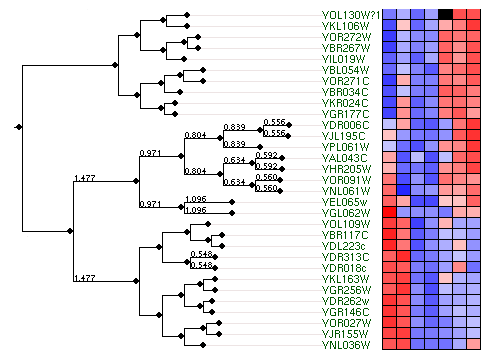 YOL130W?1
YKL106W
YOR272W
YBR267W
YIL019W
YBL054W
YOR271C
YBR034C
YKR024C
YGR177C
0.556
YDR006C
0.839
0.556
YJL195C
0.804
0.839
YPL061W
0.592
YAL043C
0.634
0.971
0.592
YHR205W
0.804
0.560
YOR091W
0.634
1.477
0.560
YNL061W
1.096
YEL065w
0.971
1.096
YGL062W
YOL109W
YBR117C
YDL223c
0.548
YDR313C
0.548
YDR018c
1.477
YKL163W
YGR256W
YDR262w
YGR146C
YOR027W
YJR155W
YNL036W